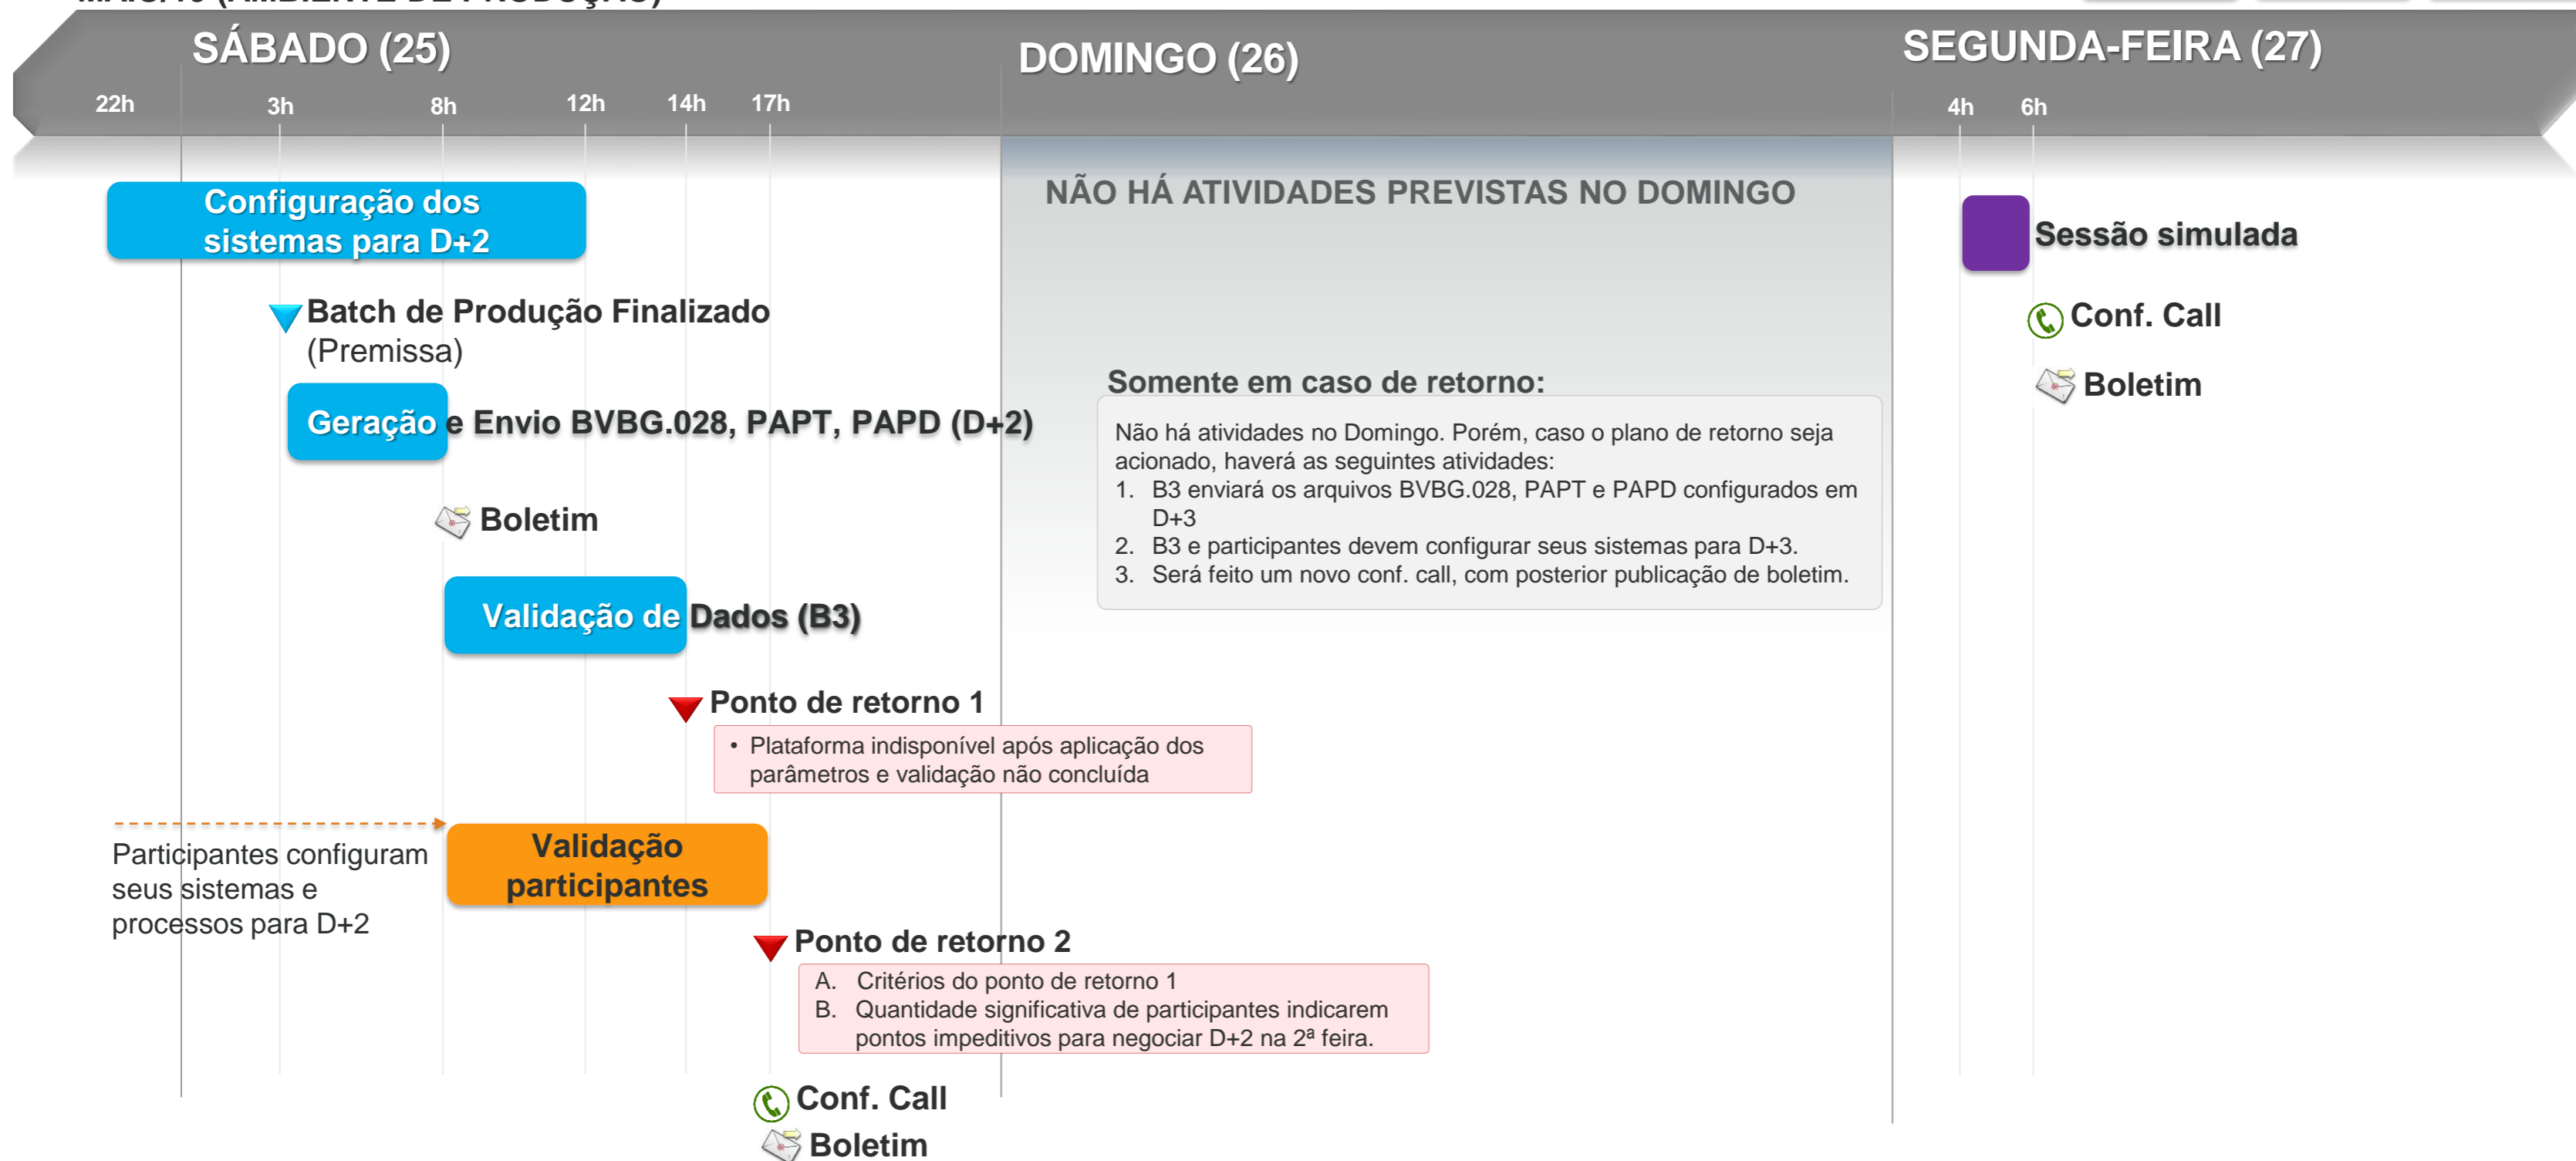 MAIO/19 (AMBIENTE DE PRODUÇÃO)
SÁBADO (25)
DOMINGO (26)
SEGUNDA-FEIRA (27)
22h
3h
8h
12h
14h
17h
4h
6h
Configuração dos
sistemas para D+2
Batch de Produção Finalizado
(Premissa)
Geração e Envio BVBG.028, PAPT, PAPD (D+2)
Boletim
Validação de Dados (B3)
Ponto de retorno 1
• Plataforma indisponível após aplicação dos
parâmetros e validação não concluída
Participantes configuram
seus sistemas e
processos para D+2
Validação
participantes
Ponto de retorno 2
A. Critérios do ponto de retorno 1
B. Quantidade significativa de participantes indicarem
pontos impeditivos para negociar D+2 na 2ª feira.
Conf. Call
Boletim
NÃO HÁ ATIVIDADES PREVISTAS NO DOMINGO
Somente em caso de retorno:
Não há atividades no Domingo. Porém, caso o plano de retorno seja
acionado, haverá as seguintes atividades:
1. B3 enviará os arquivos BVBG.028, PAPT e PAPD configurados em
D+3
2. B3 e participantes devem configurar seus sistemas para D+3.
3. Será feito um novo conf. call, com posterior publicação de boletim.
Sessão simulada
Conf. Call
Boletim